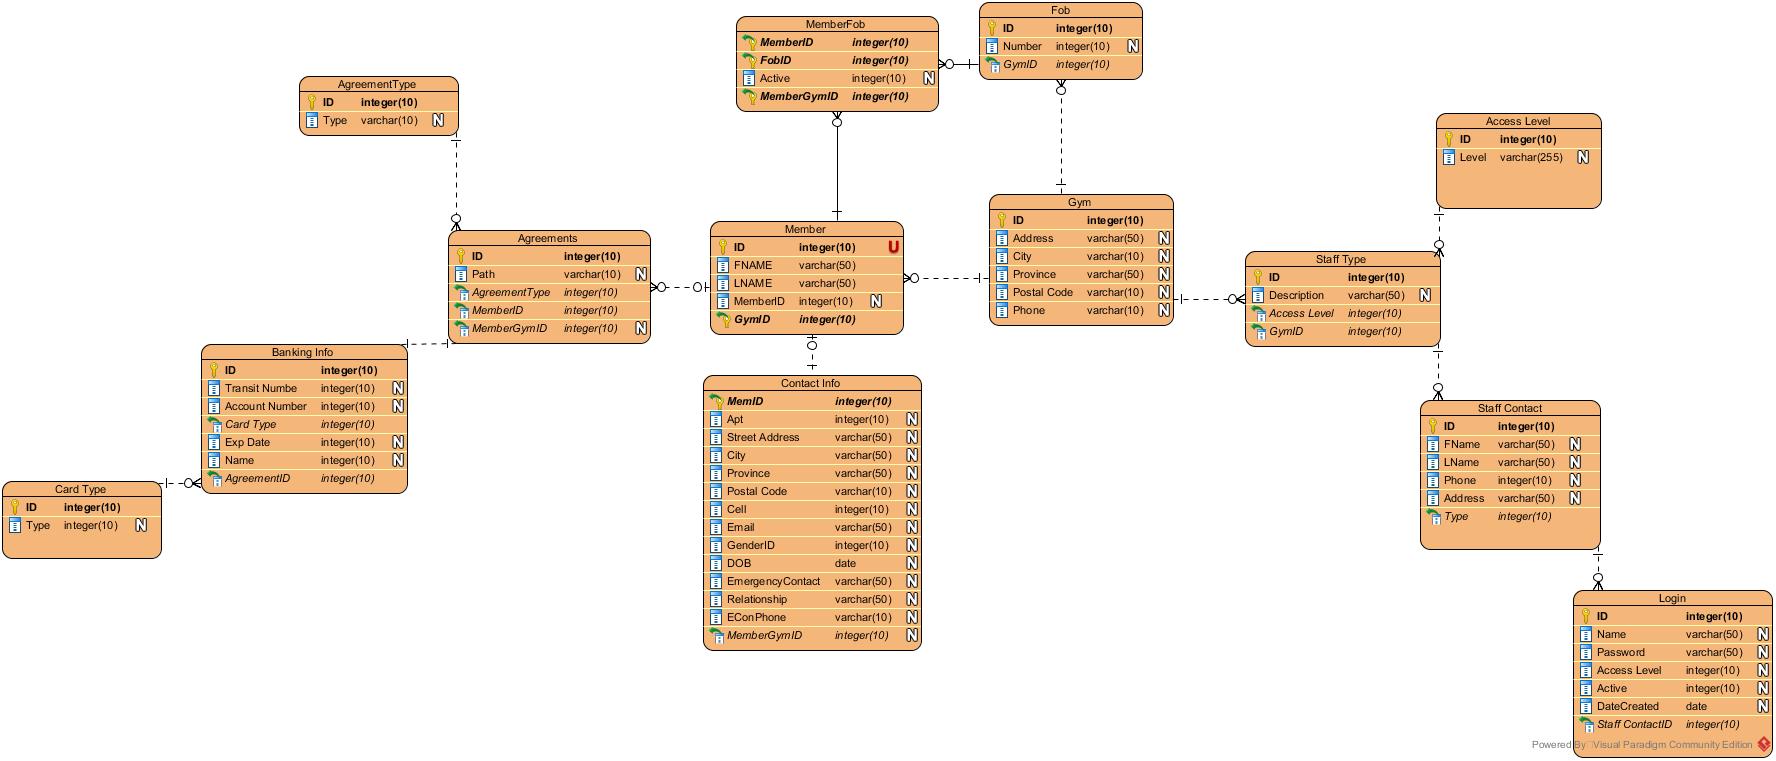 MemberFob
MemberID integer(10)
FobID integer(10)
Active integer(10) N
MemberGymID integer(10)
Fob
ID integer(10)
Number integer(10) N
GymID integer(10)
AgreementType
ID integer(10)
Type varchar(10) N
Access Level
ID integer(10)
Level varchar(255) N
Gym
ID integer(10)
Address varchar(50) N
City varchar(10) N
Province varchar(50) N
Postal Code varchar(10) N
Phone varchar(10) N
Member
ID integer(10) U
FNAME varchar(50)
LNAME varchar(50)
MemberID integer(10) N
GymID integer(10)
Agreements
ID integer(10)
Path varchar(10) N
AgreementType integer(10)
MemberID integer(10)
MemberGymID integer(10) N
Staff Type
ID integer(10)
Description varchar(50) N
Access Level integer(10)
GymID integer(10)
Banking Info
ID integer(10)
Transit Numbe integer(10) N
Account Number integer(10) N
Card Type integer(10)
Exp Date integer(10) N
Name integer(10) N
AgreementID integer(10)
Contact Info
MemID integer(10)
Apt integer(10) N
Street Address varchar(50) N
City varchar(50) N
Province varchar(50) N
Postal Code varchar(10) N
Cell integer(10) N
Email varchar(50) N
GenderID integer(10) N
DOB date N
EmergencyContact varchar(50) N
Relationship varchar(50) N
EConPhone varchar(10) N
MemberGymID integer(10) N
Staff Contact
ID integer(10)
FName varchar(50) N
LName varchar(50) N
Phone integer(10) N
Address varchar(50) N
Type integer(10)
Card Type
ID integer(10)
Type integer(10) N
Login
ID integer(10)
Name varchar(50) N
Password varchar(50) N
Access Level integer(10) N
Active integer(10) N
DateCreated date N
Staff ContactID integer(10)
Powered By Visual Paradigm Community Edition